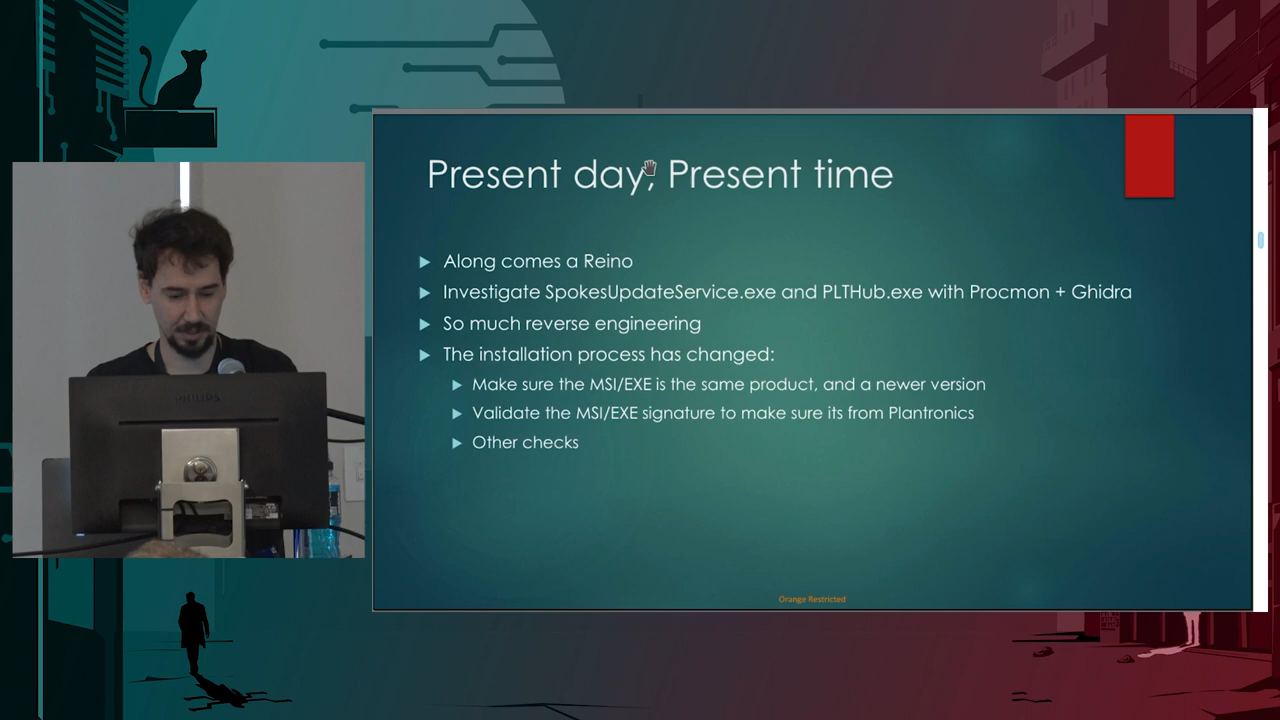 Present day, Present time
Along comes a Reino
Investigate SpokesUpdateService.exe and PLTHub.exe with Procmon + Ghidra
So much reverse engineering
The installation process has changed:
Make sure the MSI/EXE is the same product, and a newer version
Validate the MSI/EXE signature to make sure its from Plantronics
Other checks
PHILIPS
Orange Restricted